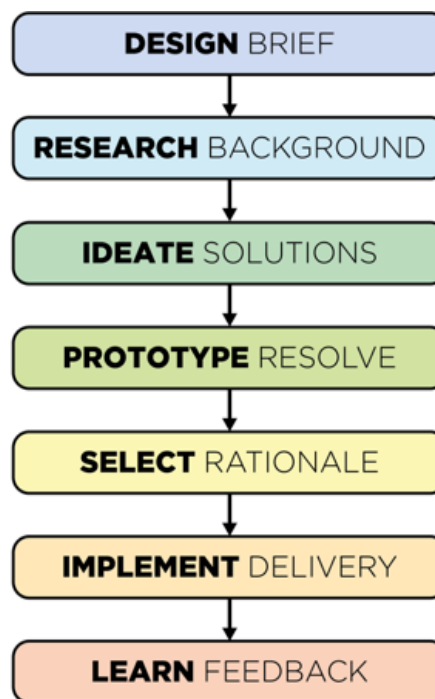 DESIGN BRIEF
RESEARCH BACKGROUND
IDEATE SOLUTIONS
PROTOTYPE RESOLVE
SELECT RATIONALE
IMPLEMENT DELIVERY
LEARN FEEDBACK